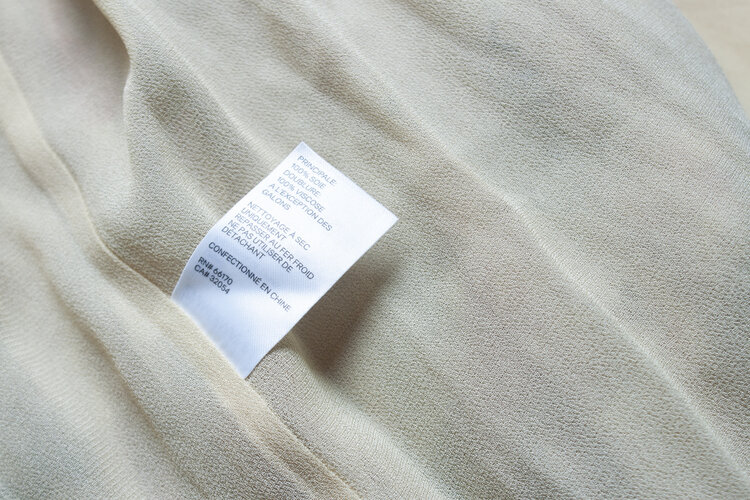 PRINCIPALE:
100% SOIE
DOUBLURE:
100% VISCOSE
A L'EXCEPTION DES
GALONS
NETTOYAGE À SEC
UNIQUEMENT
REPASSER AU FER FROID
NE PAS UTILISER DE
DÉTACHANT
CONFECTIONNÉ EN CHINE
RN# 66170
CA# 32054